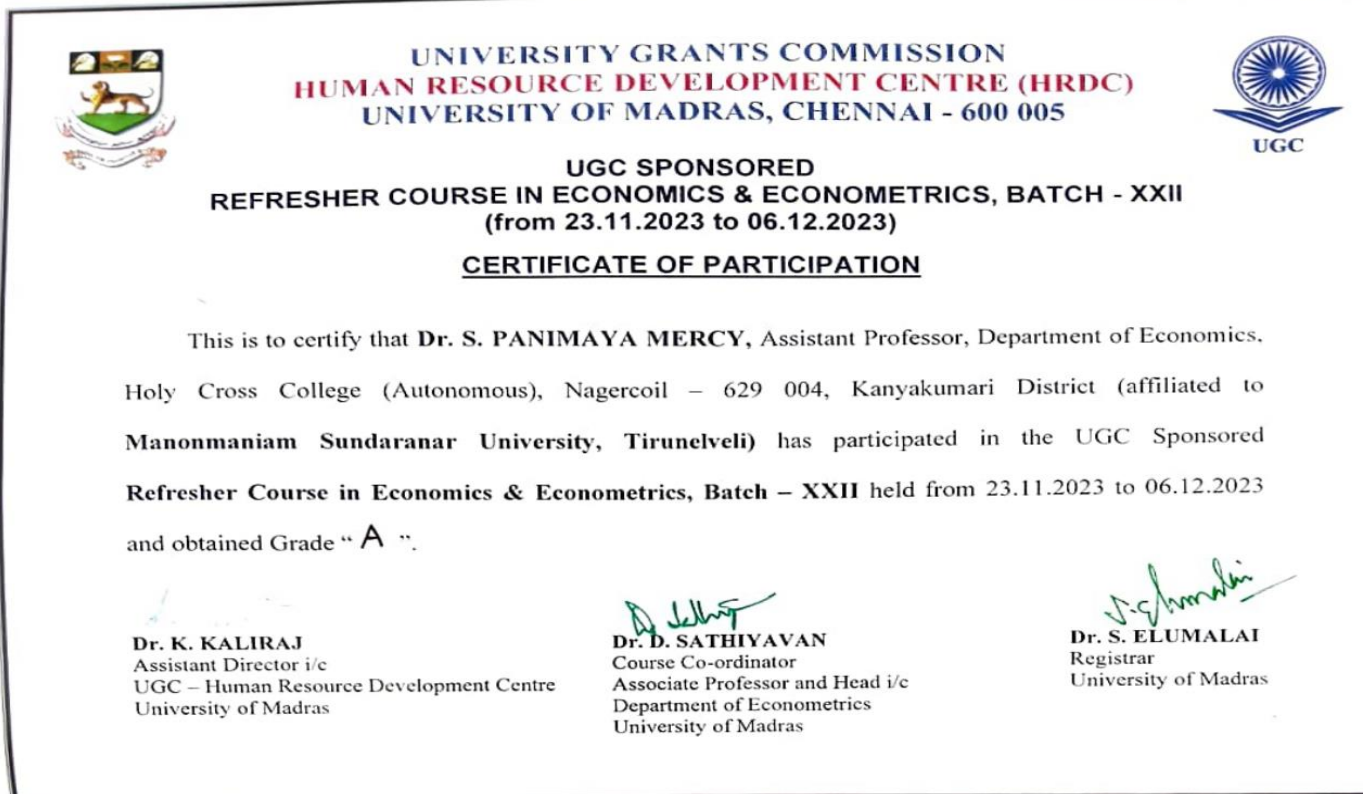 UNIVERSITY GRANTS COMMISSION
HUMAN RESOURCE DEVELOPMENT CENTRE (HRDC)
UNIVERSITY OF MADRAS, CHENNAI - 600 005
UGC
UGC SPONSORED
REFRESHER COURSE IN ECONOMICS & ECONOMETRICS, BATCH - XXII
(from 23.11.2023 to 06.12.2023)
CERTIFICATE OF PARTICIPATION
This is to certify that Dr. S. PANIMAYA MERCY, Assistant Professor, Department of Economics,
Holy Cross College (Autonomous), Nagercoil – 629 004, Kanyakumari District (affiliated to
Manonmaniam Sundaranar University, Tirunelveli) has participated in the UGC Sponsored
Refresher Course in Economics & Econometrics, Batch – XXII held from 23.11.2023 to 06.12.2023
and obtained Grade “ A ”.
Dr. K. KALIRAJ
Assistant Director i/c
UGC – Human Resource Development Centre
University of Madras
Dr. D. SATHIYAVAN
Course Co-ordinator
Associate Professor and Head i/c
Department of Econometrics
University of Madras
S. Elumalai
Dr. S. ELUMALAI
Registrar
University of Madras